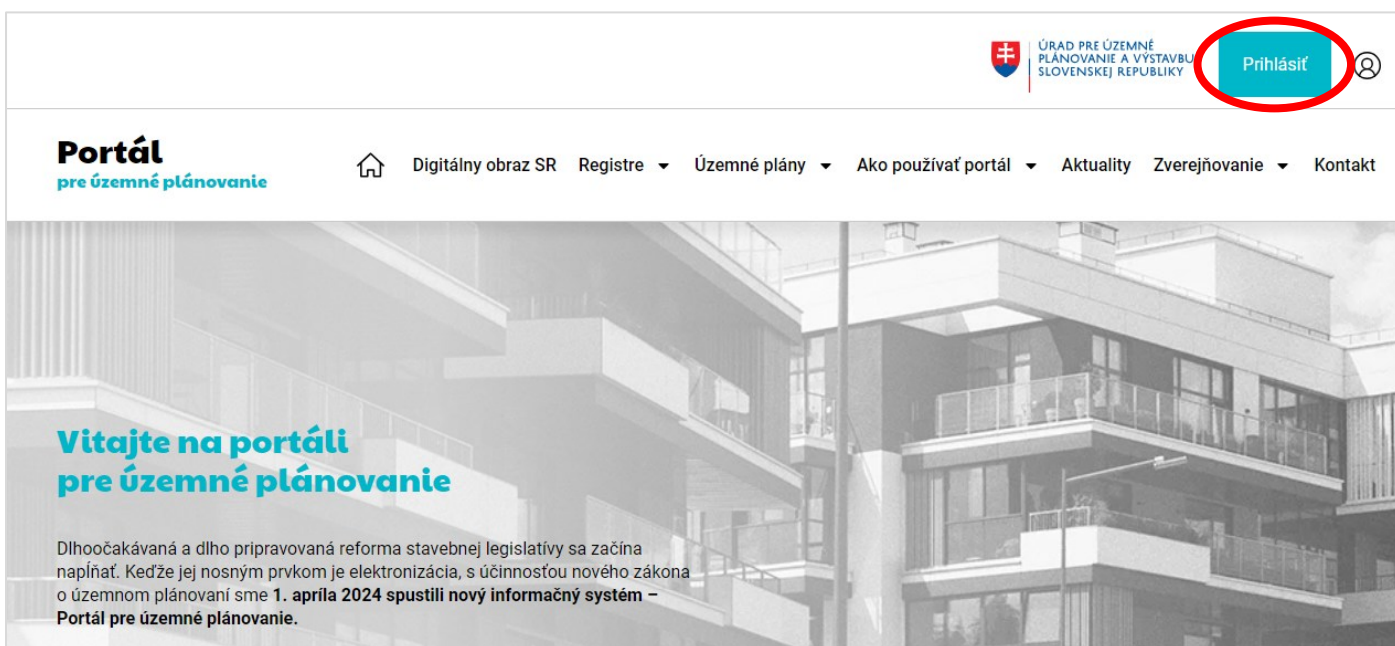 ÚRAD PRE ÚZEMNÉ
PLÁNOVANIE A VÝSTAVBU
SLOVENSKEJ REPUBLIKY
Prihlásiť
Portál
pre územné plánovanie
Digitálny obraz SR Registre Územné plány Ako používať portál Aktuality Zverejňovanie Kontakt
Vitajte na portáli
pre územné plánovanie
Dlhoočakávaná a dlho pripravovaná reforma stavebnej legislatívy sa začína
napĺňať. Keďže jej nosným prvkom je elektronizácia, s účinnosťou nového zákona
o územnom plánovaní sme 1. apríla 2024 spustili nový informačný systém –
Portál pre územné plánovanie.